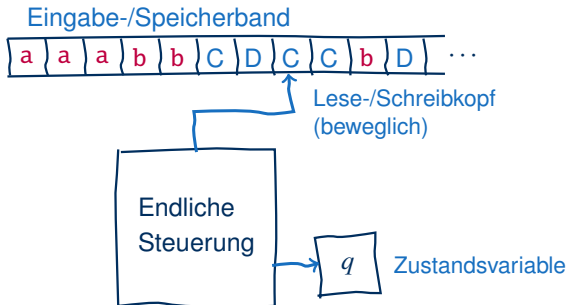 Eingabe-/Speicherband
a a a b b C D C C b D ...
Lese-/Schreibkopf
(beweglich)
Endliche
Steuerung
q
Zustandsvariable